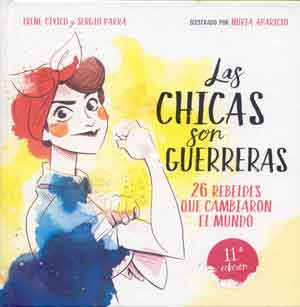 IRENE CÍVICO y SERGIO PARRA
ILUSTRADO POR NÚRIA APARICIO
Las
CHICAS
son
GUERRERAS
26 REBELDES
QUE CAMBIARON
EL MUNDO
11ª
edición